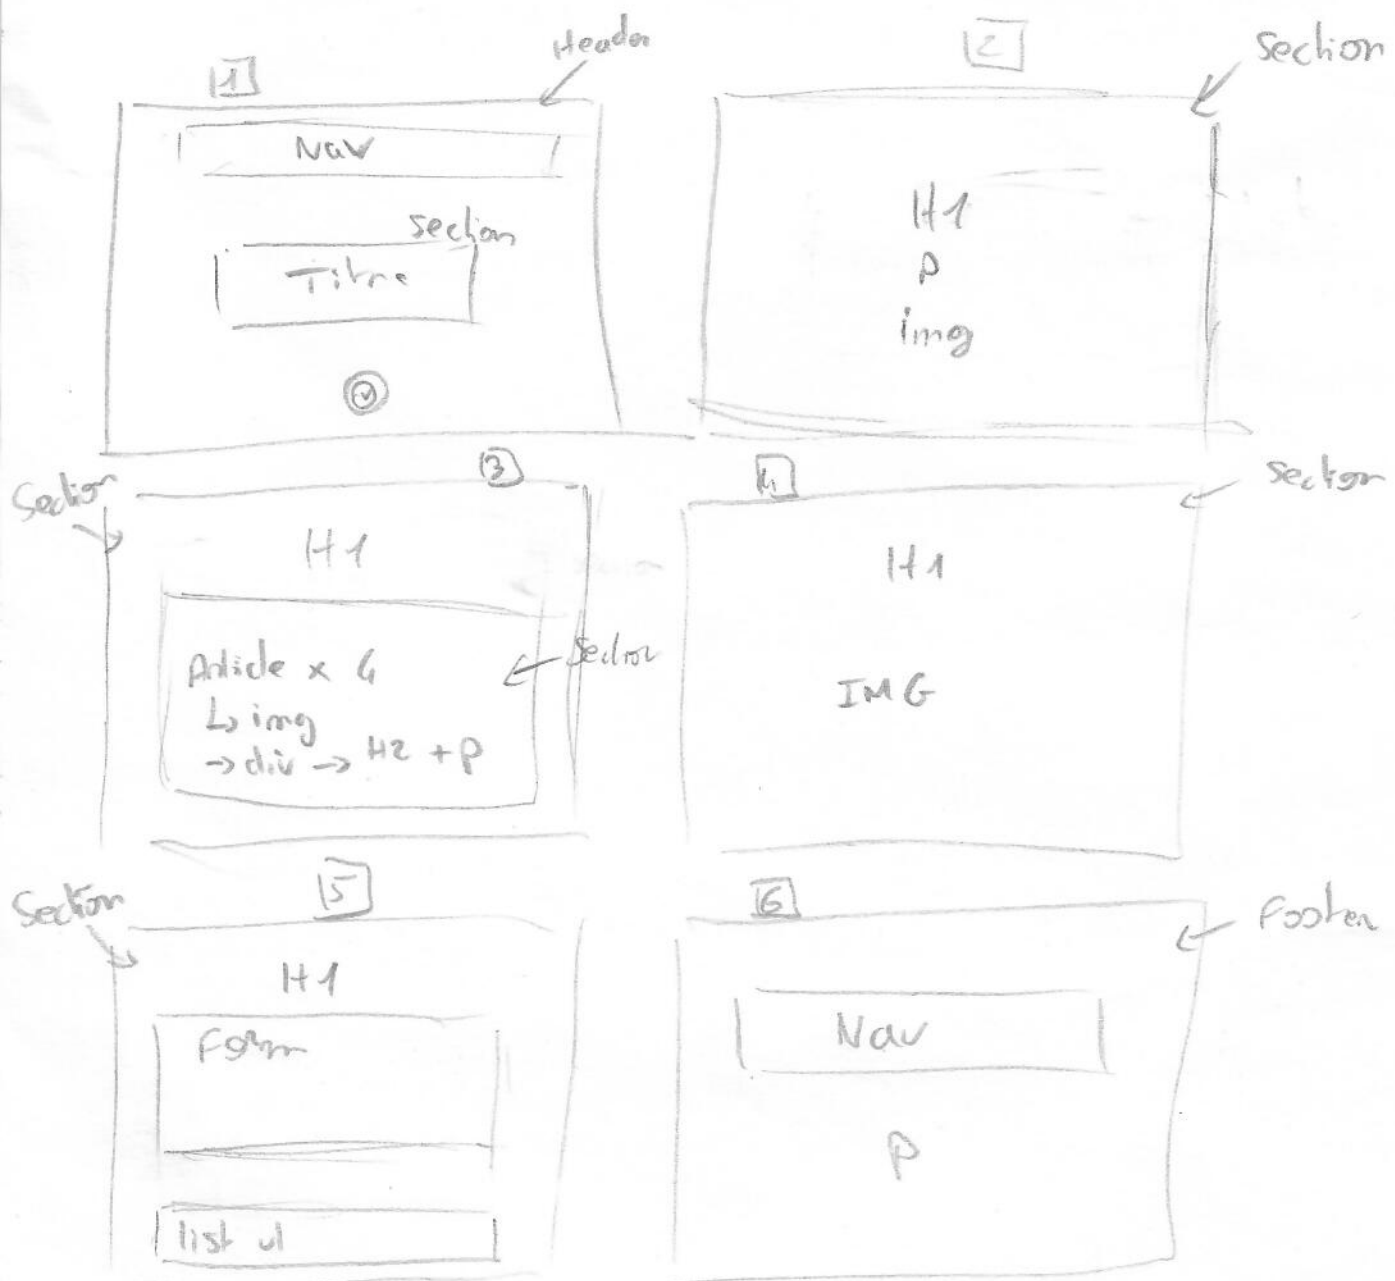 1
Header
Nav
section
Titre
2
section
H1
P
img
3
Section
H1
Article x 4
↳ img
→ div → H2 + P
Section
4
section
H1
IMG
5
Section
H1
Form
list ul
6
Footer
Nav
P